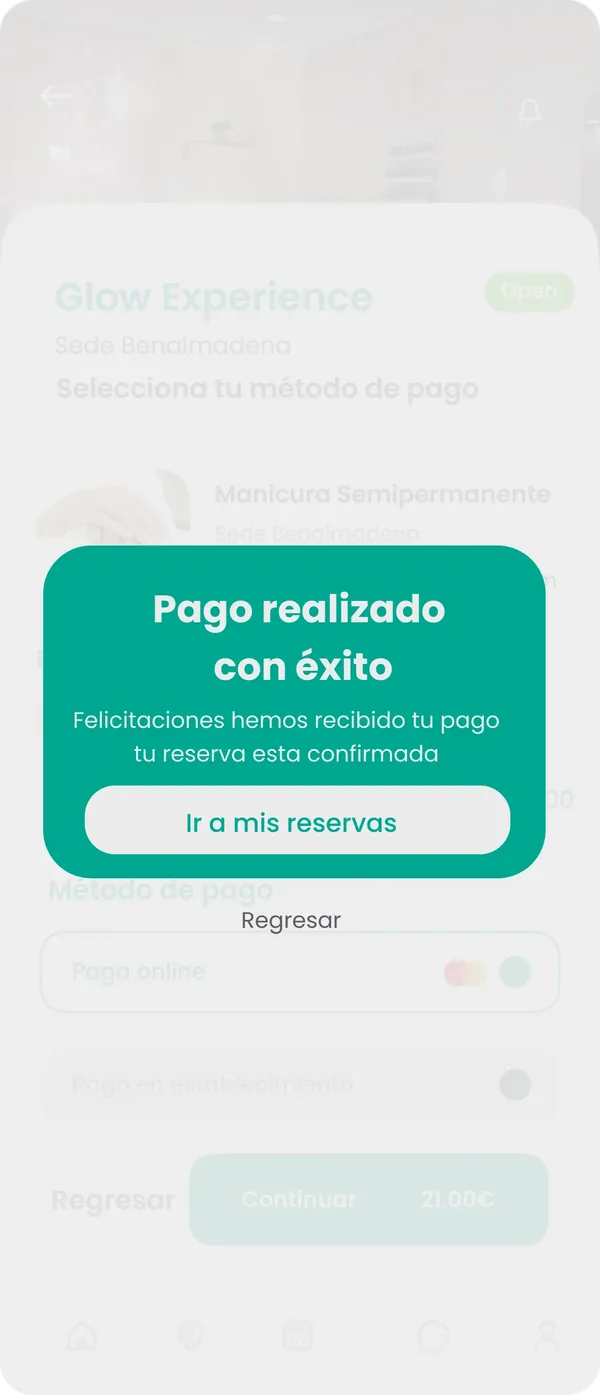 Glow Experience
Open
Sede Benalmadena
Selecciona tu método de pago
Manicura Semipermanente
Sede Benalmadena
Pago realizado
con éxito
Felicitaciones hemos recibido tu pago
tu reserva esta confirmada
Ir a mis reservas
Método de pago
Regresar
Paga online
Pago en establecimiento
Regresar
Continuar
21.00€